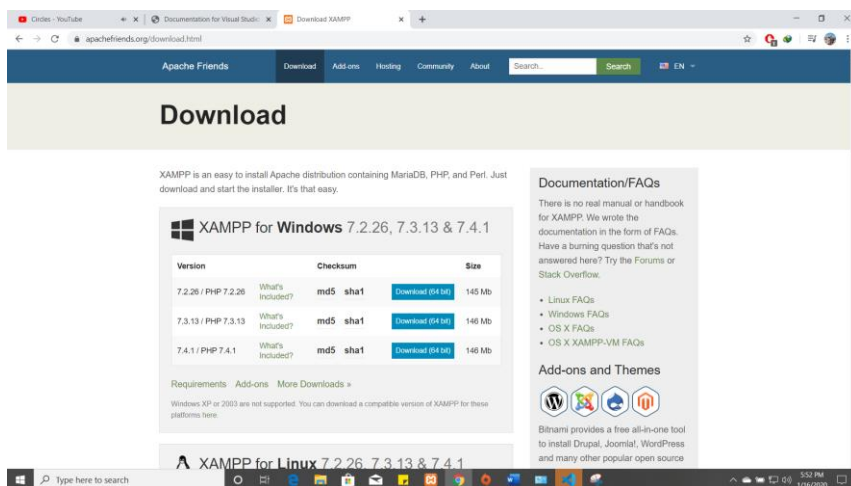 Circles - YouTube
Documentation for Visual Studi
Download XAMPP
apachefriends.org/download.html
Apache Friends
Download
Add-ons
Hosting
Community
About
Search...
Search
EN
Download
XAMPP is an easy to install Apache distribution containing MariaDB, PHP, and Perl. Just
download and start the installer. It's that easy.
XAMPP for Windows 7.2.26, 7.3.13 & 7.4.1
Version Checksum Size
7.2.26 / PHP 7.2.26 What's Included? md5 sha1 Download (64 bit) 145 Mb
7.3.13 / PHP 7.3.13 What's Included? md5 sha1 Download (64 bit) 146 Mb
7.4.1 / PHP 7.4.1 What's Included? md5 sha1 Download (64 bit) 146 Mb
Requirements Add-ons More Downloads »
Windows XP or 2003 are not supported. You can download a compatible version of XAMPP for these
platforms here.
XAMPP for Linux 7.2.26, 7.3.13 & 7.4.1
Documentation/FAQs
There is no real manual or handbook
for XAMPP. We wrote the
documentation in the form of FAQs.
Have a burning question that's not
answered here? Try the Forums or
Stack Overflow.
• Linux FAQs
• Windows FAQs
• OS X FAQs
• OS X XAMPP-VM FAQs
Add-ons and Themes
Bitnami provides a free all-in-one tool
to install Drupal, Joomla!, WordPress
and many other popular open source
Type here to search
5:52 PM
1/16/2020